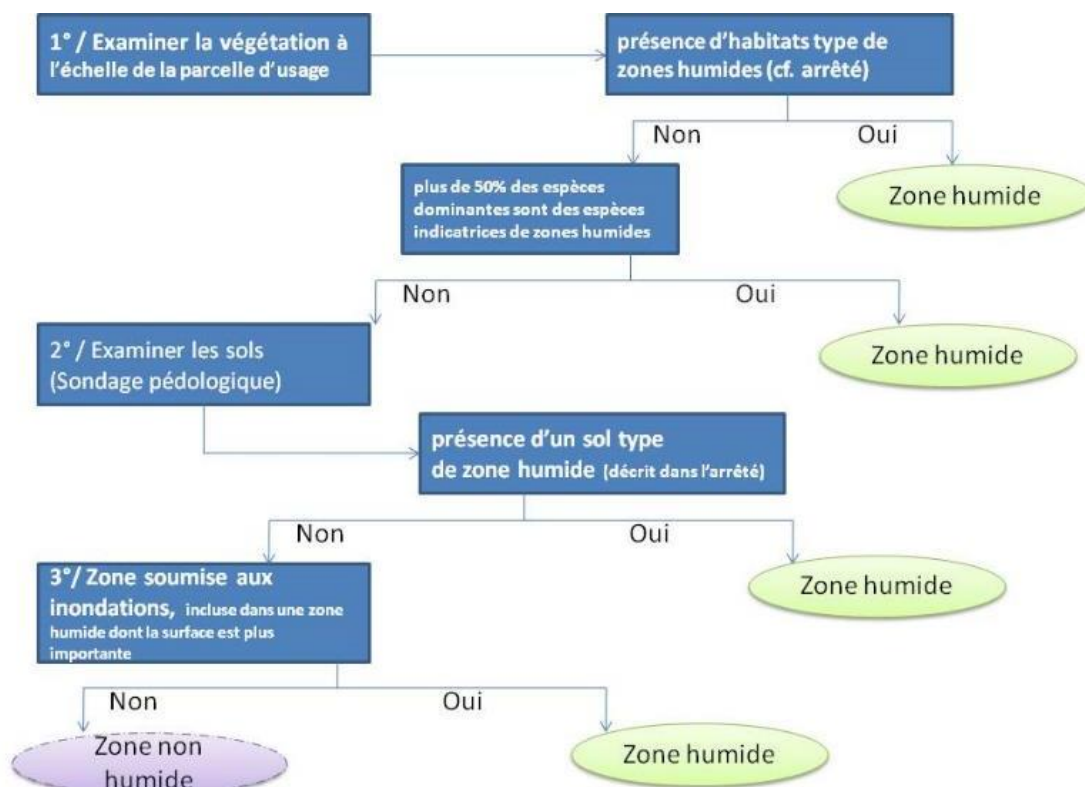 1° / Examiner la végétation à
l'échelle de la parcelle d'usage
présence d'habitats type de
zones humides (cf. arrêté)
Non
Oui
Zone humide
plus de 50% des espèces
dominantes sont des espèces
indicatrices de zones humides
Non
Oui
Zone humide
2° / Examiner les sols
(Sondage pédologique)
présence d'un sol type
de zone humide (décrit dans l'arrêté)
Non
Oui
Zone humide
3°/ Zone soumise aux
inondations, incluse dans une zone
humide dont la surface est plus
importante
Non
Oui
Zone non
humide
Zone humide